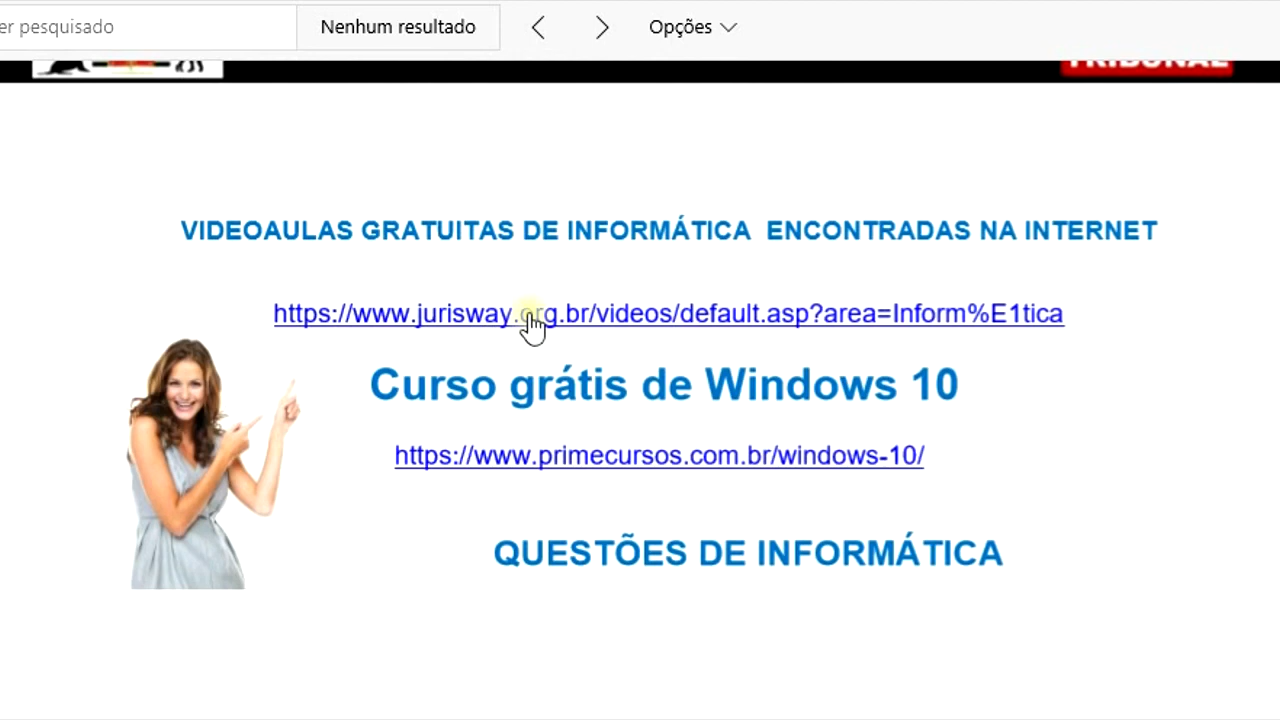 er pesquisado Nenhum resultado Opções
TRIBUNAL
VIDEOAULAS GRATUITAS DE INFORMÁTICA ENCONTRADAS NA INTERNET
https://www.jurisway.org.br/videos/default.asp?area=Inform%E1tica
Curso grátis de Windows 10
https://www.primecursos.com.br/windows-10/
QUESTÕES DE INFORMÁTICA